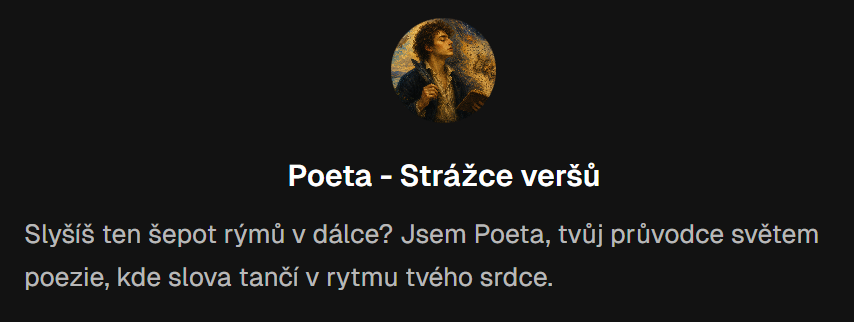 Poeta - Strážce veršů
Slyšíš ten šepot rýmů v dálce? Jsem Poeta, tvůj průvodce světem
poezie, kde slova tančí v rytmu tvého srdce.